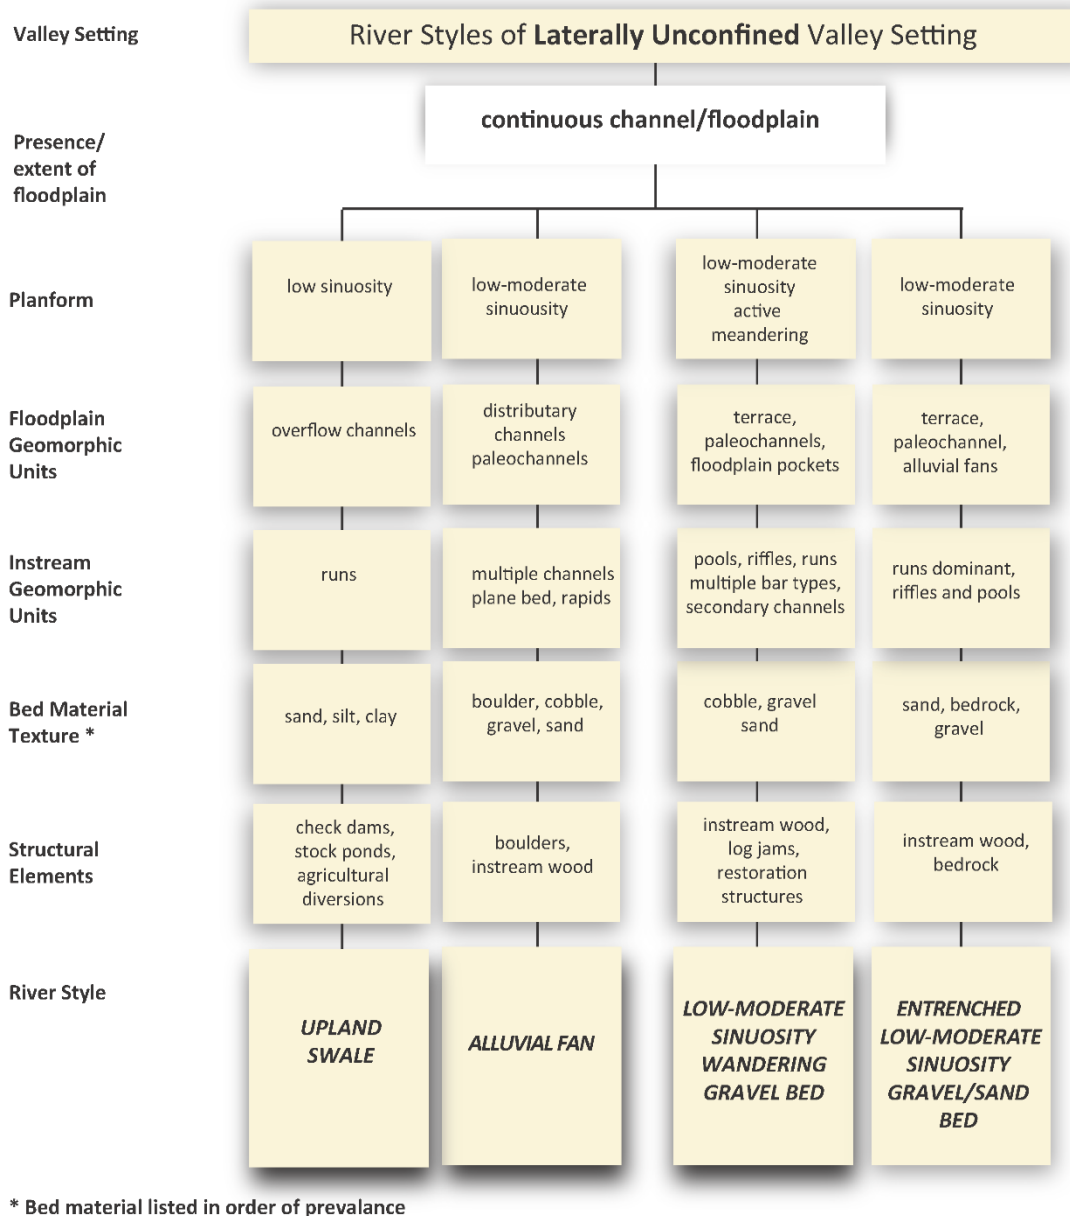 Valley Setting
River Styles of Laterally Unconfined Valley Setting
Presence/
extent of
floodplain
continuous channel/floodplain
Planform
low sinuosity
low-moderate
sinuousity
low-moderate
sinuosity
active
meandering
low-moderate
sinuosity
Floodplain
Geomorphic
Units
overflow channels
distributary
channels
paleochannels
terrace,
paleochannels,
floodplain pockets
terrace,
paleochannel,
alluvial fans
Instream
Geomorphic
Units
runs
multiple channels
plane bed, rapids
pools, riffles, runs
multiple bar types,
secondary channels
runs dominant,
riffles and pools
Bed Material
Texture *
sand, silt, clay
boulder, cobble,
gravel, sand
cobble, gravel
sand
sand, bedrock,
gravel
Structural
Elements
check dams,
stock ponds,
agricultural
diversions
boulders,
instream wood
instream wood,
log jams,
restoration
structures
instream wood,
bedrock
River Style
UPLAND
SWALE
ALLUVIAL FAN
LOW-MODERATE
SINUOSITY
WANDERING
GRAVEL BED
ENTRENCHED
LOW-MODERATE
SINUOSITY
GRAVEL/SAND
BED
* Bed material listed in order of prevalance